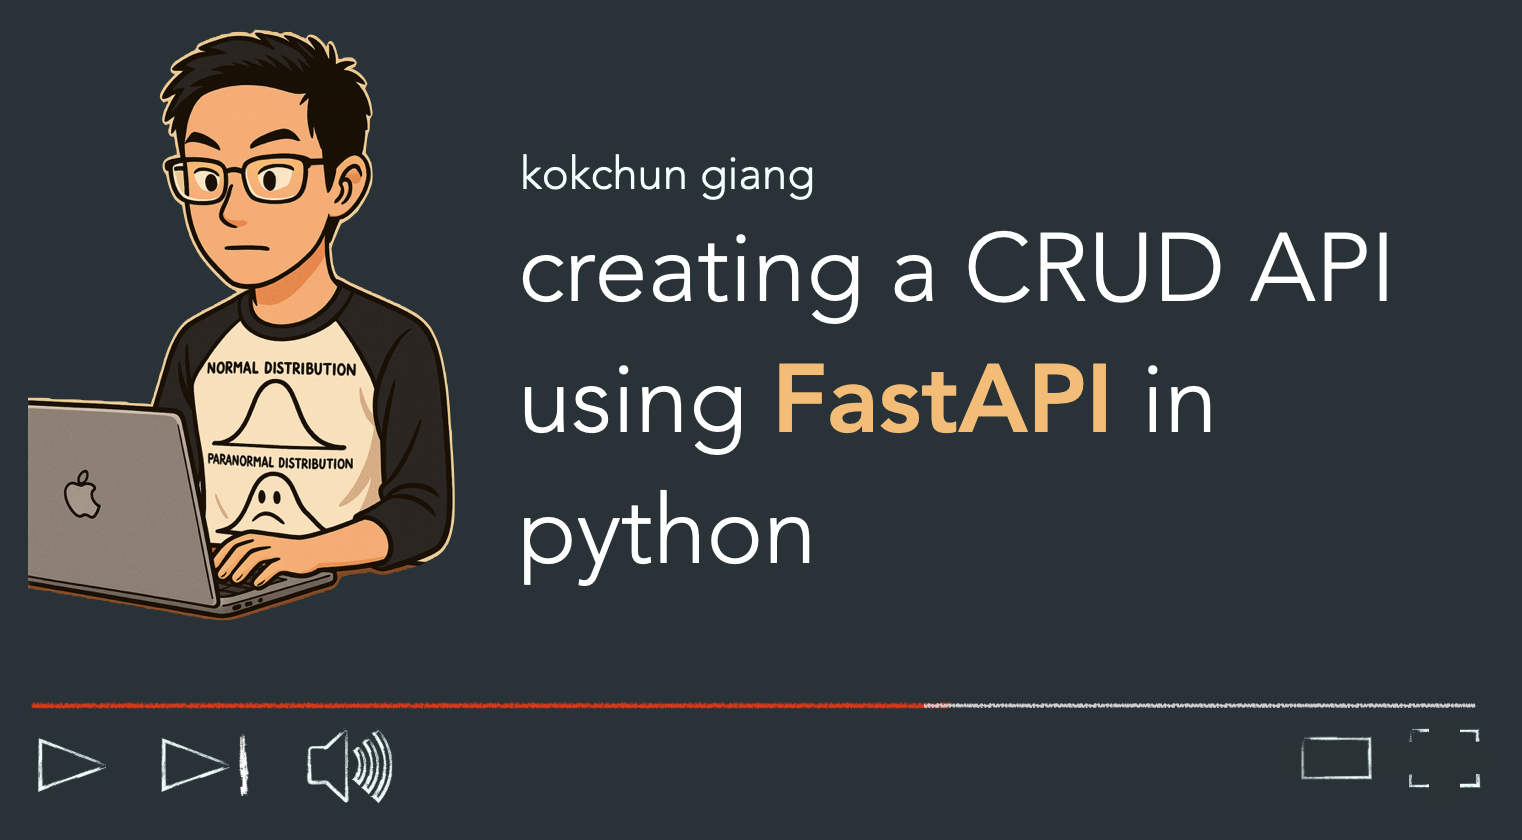 kokchun giang
creating a CRUD API
using FastAPI in
python
NORMAL DISTRIBUTION
PARANORMAL DISTRIBUTION